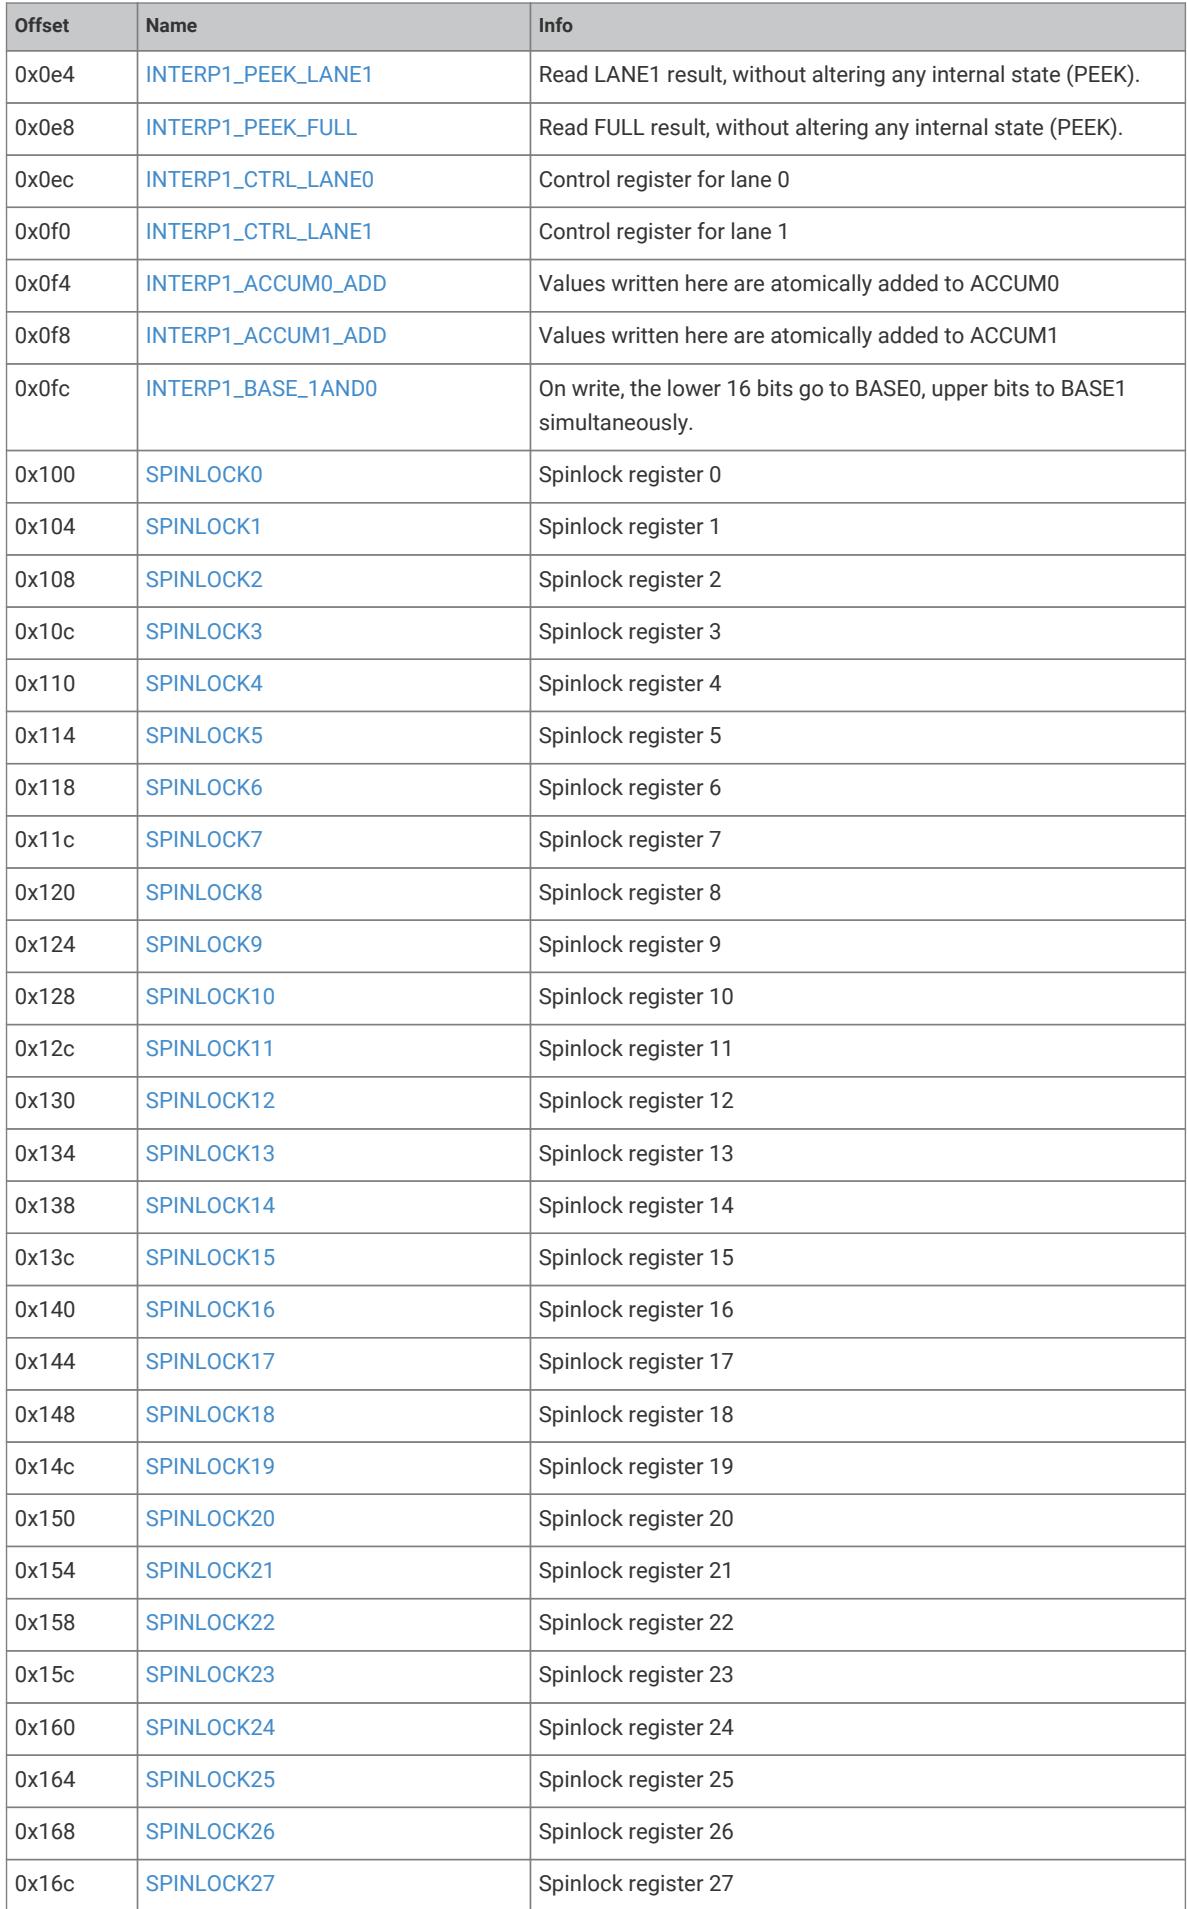 Offset Name Info
0x0e4 INTERP1_PEEK_LANE1 Read LANE1 result, without altering any internal state (PEEK).
0x0e8 INTERP1_PEEK_FULL Read FULL result, without altering any internal state (PEEK).
0x0ec INTERP1_CTRL_LANE0 Control register for lane 0
0x0f0 INTERP1_CTRL_LANE1 Control register for lane 1
0x0f4 INTERP1_ACCUM0_ADD Values written here are atomically added to ACCUM0
0x0f8 INTERP1_ACCUM1_ADD Values written here are atomically added to ACCUM1
0x0fc INTERP1_BASE_1AND0 On write, the lower 16 bits go to BASE0, upper bits to BASE1
simultaneously.
0x100 SPINLOCK0 Spinlock register 0
0x104 SPINLOCK1 Spinlock register 1
0x108 SPINLOCK2 Spinlock register 2
0x10c SPINLOCK3 Spinlock register 3
0x110 SPINLOCK4 Spinlock register 4
0x114 SPINLOCK5 Spinlock register 5
0x118 SPINLOCK6 Spinlock register 6
0x11c SPINLOCK7 Spinlock register 7
0x120 SPINLOCK8 Spinlock register 8
0x124 SPINLOCK9 Spinlock register 9
0x128 SPINLOCK10 Spinlock register 10
0x12c SPINLOCK11 Spinlock register 11
0x130 SPINLOCK12 Spinlock register 12
0x134 SPINLOCK13 Spinlock register 13
0x138 SPINLOCK14 Spinlock register 14
0x13c SPINLOCK15 Spinlock register 15
0x140 SPINLOCK16 Spinlock register 16
0x144 SPINLOCK17 Spinlock register 17
0x148 SPINLOCK18 Spinlock register 18
0x14c SPINLOCK19 Spinlock register 19
0x150 SPINLOCK20 Spinlock register 20
0x154 SPINLOCK21 Spinlock register 21
0x158 SPINLOCK22 Spinlock register 22
0x15c SPINLOCK23 Spinlock register 23
0x160 SPINLOCK24 Spinlock register 24
0x164 SPINLOCK25 Spinlock register 25
0x168 SPINLOCK26 Spinlock register 26
0x16c SPINLOCK27 Spinlock register 27